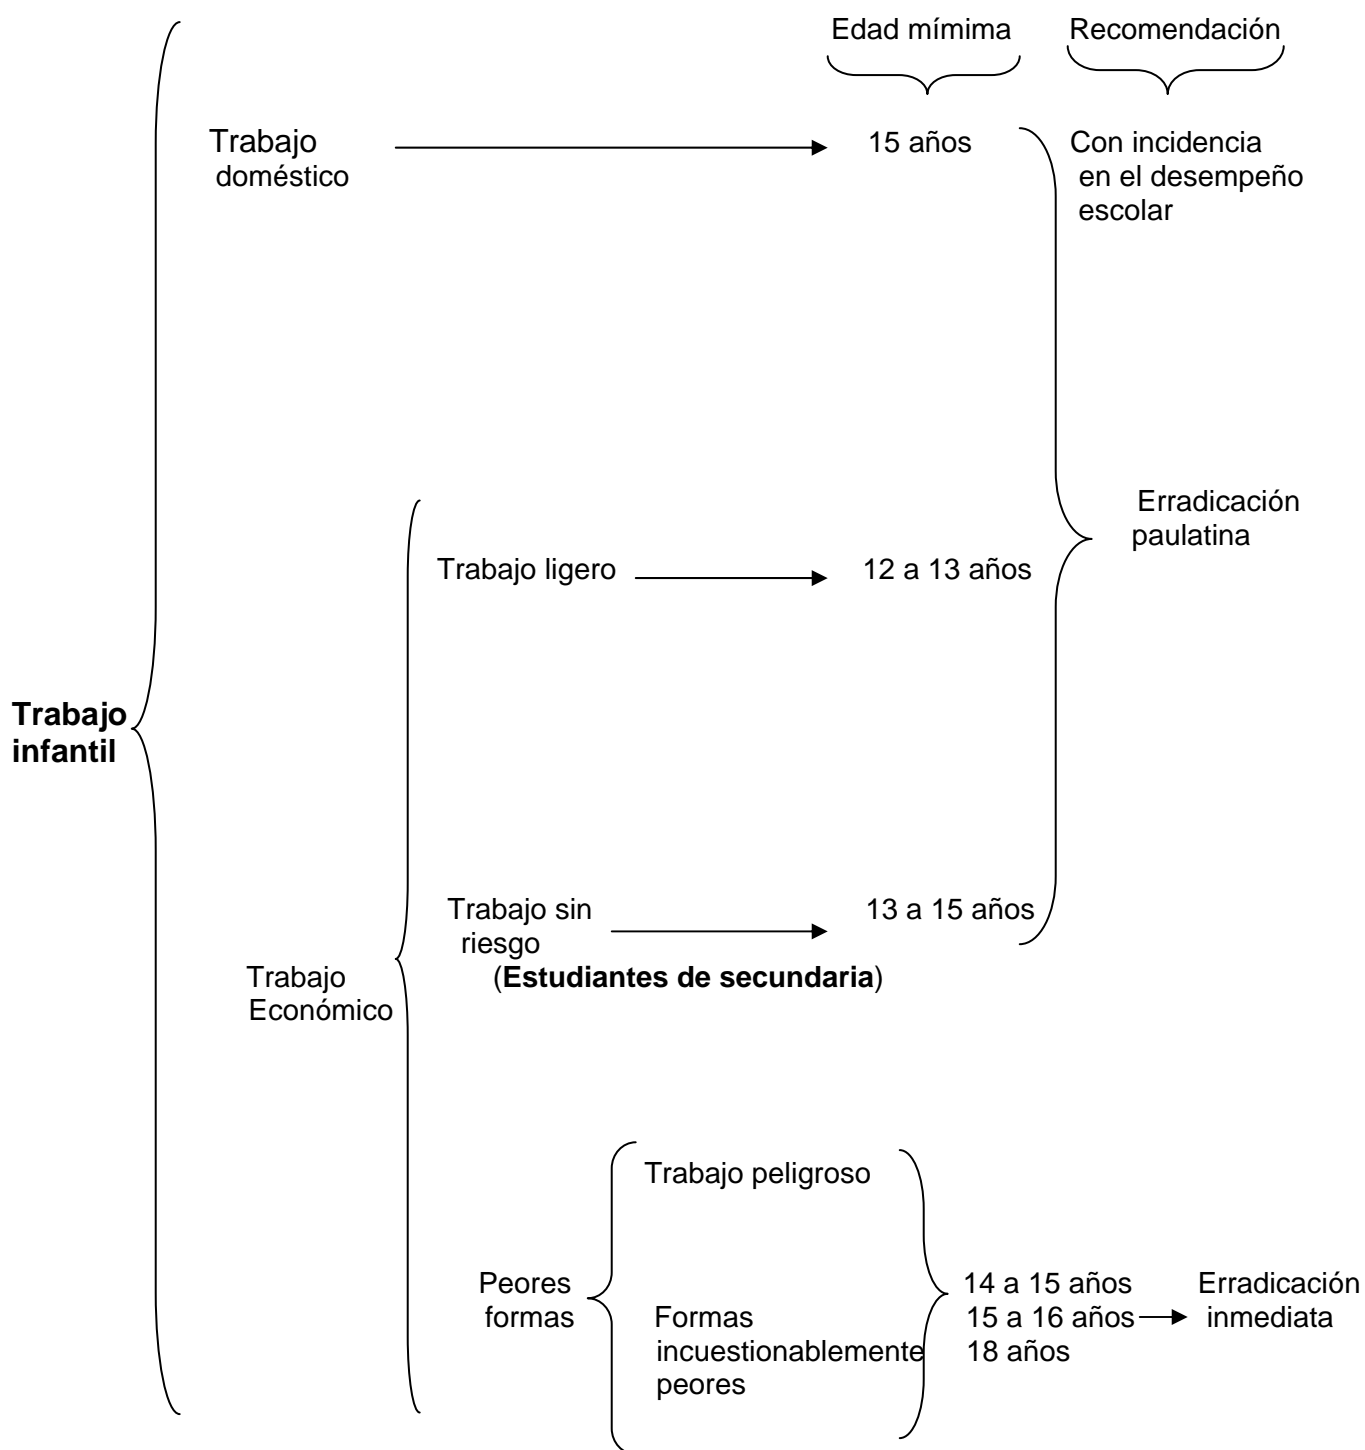 Edad mímima
Recomendación
Trabajo
doméstico
15 años
Con incidencia
en el desempeño
escolar
Erradicación
paulatina
Trabajo ligero
12 a 13 años
Trabajo
infantil
Trabajo sin
riesgo
13 a 15 años
(Estudiantes de secundaria)
Trabajo
Económico
Trabajo peligroso
Peores
formas
Formas
incuestionablemente
peores
14 a 15 años
15 a 16 años
18 años
Erradicación
inmediata